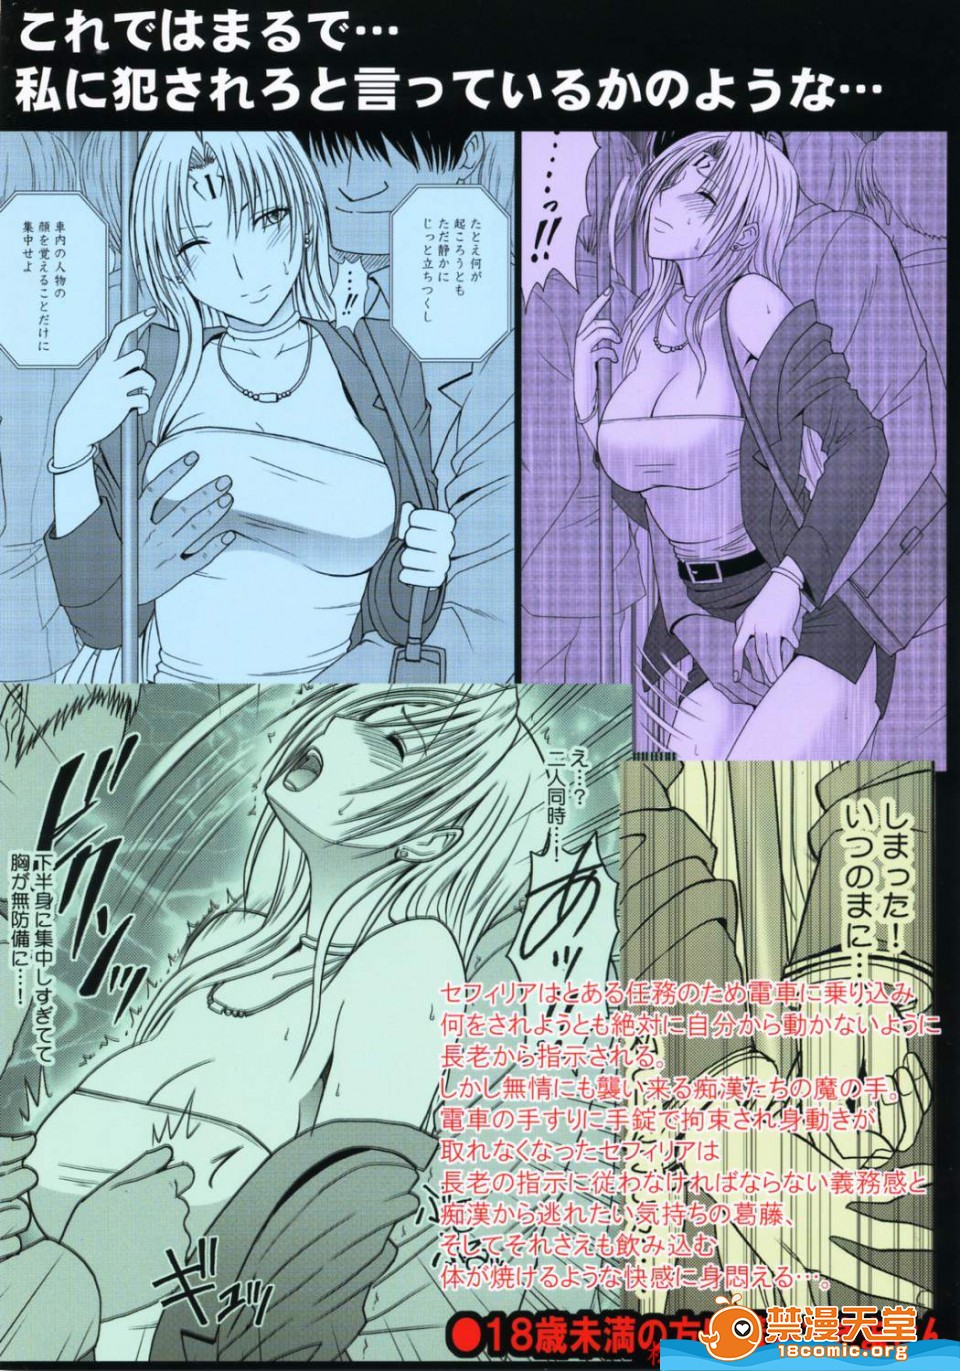 これではまるで…
私に犯されろと言っているかのような…
たとえ何が
起ころうとも
ただ静かに
じっと立ちつくし
車内の人物の
顔を覚えることだけに
集中せよ
…!!
……!!
え…?
二人同時…!
下半身に集中しすぎてて
胸が無防備に…!
しまった!
いつのまに…
セフィリアはとある任務のため電車に乗り込み
何をされようとも絶対に自分から動かないように
長老から指示される。
しかし無情にも襲い来る痴漢たちの魔の手。
電車の手すりに手錠で拘束され身動きが
取れなくなったセフィリアは
長老の指示に従わなければならない義務感と
痴漢から逃れたい気持ちの葛藤、
そしてそれさえも飲み込む
体が焼けるような快感に身悶える…。
●18歳未満の方
禁漫天堂
18comic.org